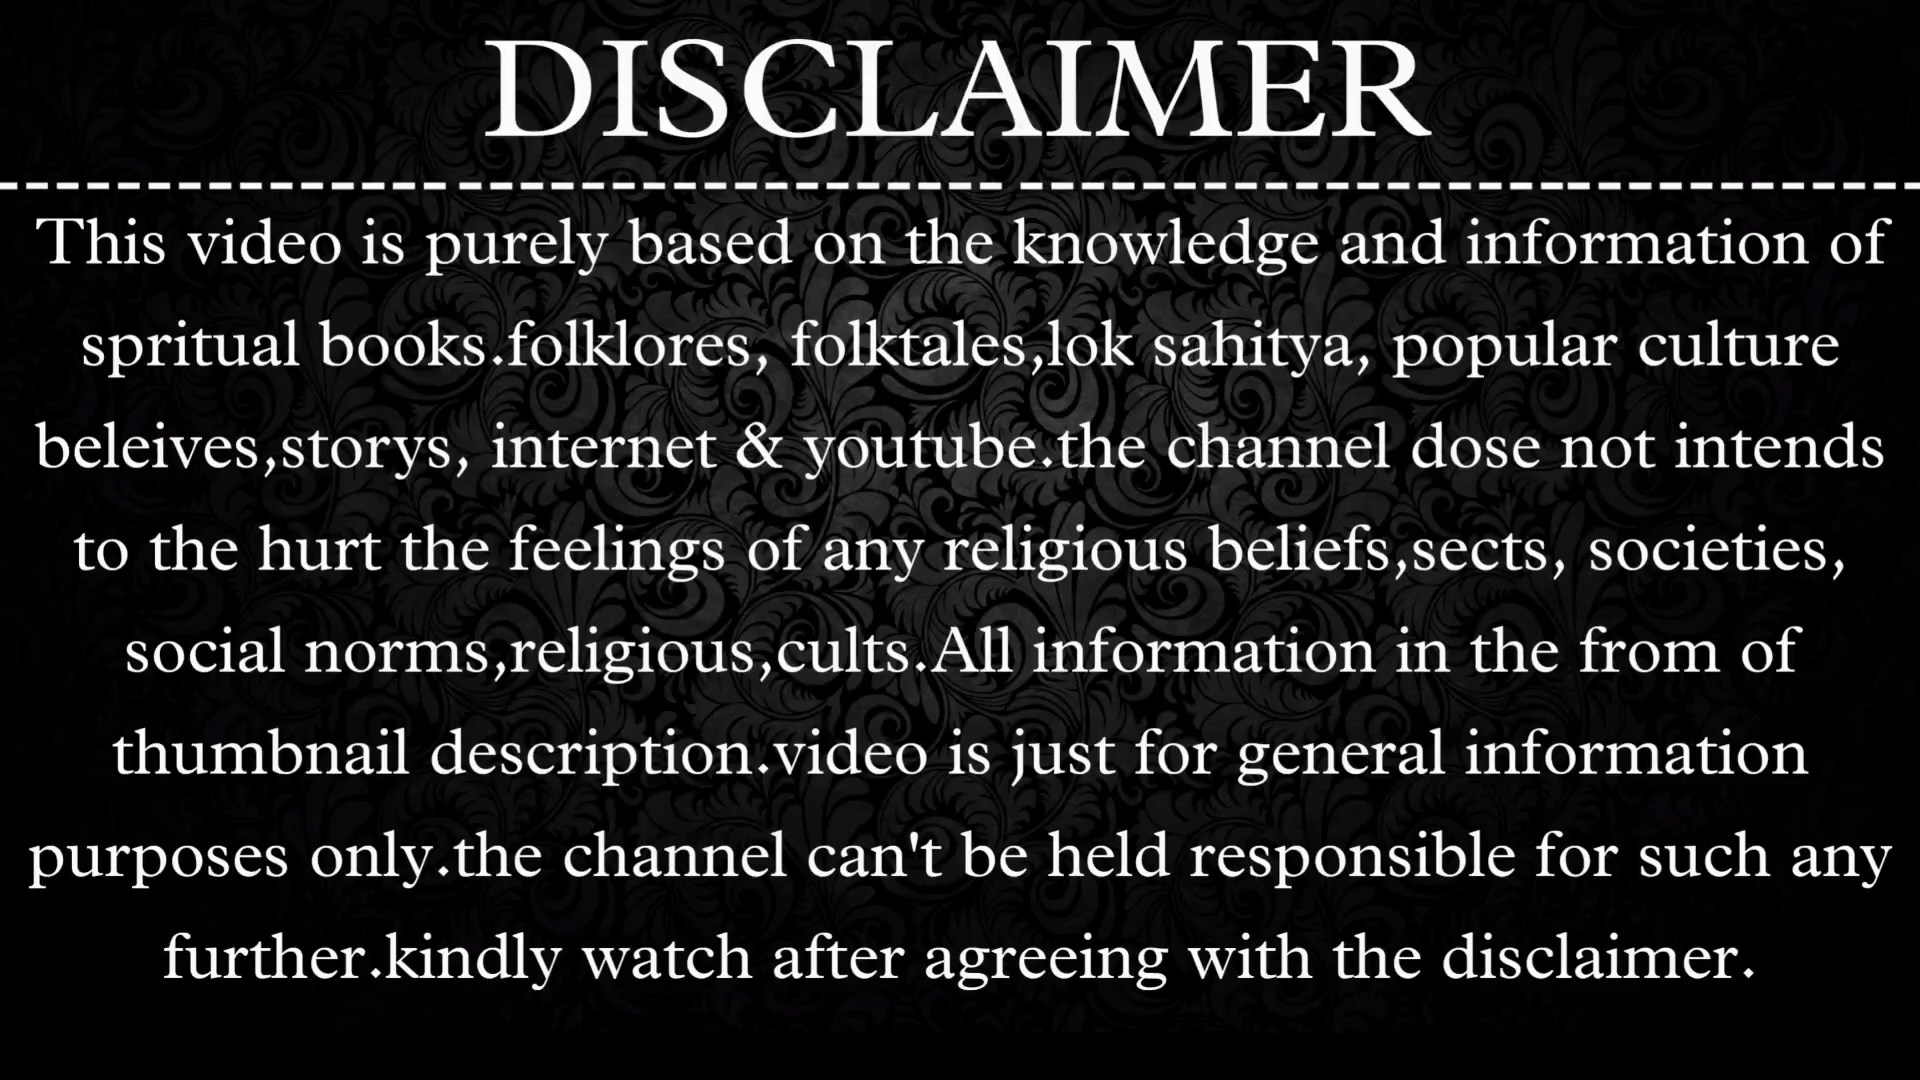 DISCLAIMER
This video is purely based on the knowledge and information of
spritual books.folklores, folktales,lok sahitya, popular culture
beleives,storys, internet & youtube.the channel dose not intends
to the hurt the feelings of any religious beliefs,sects, societies,
social norms,religious,cults.All information in the from of
thumbnail description.video is just for general information
purposes only.the channel can't be held responsible for such any
further.kindly watch after agreeing with the disclaimer.